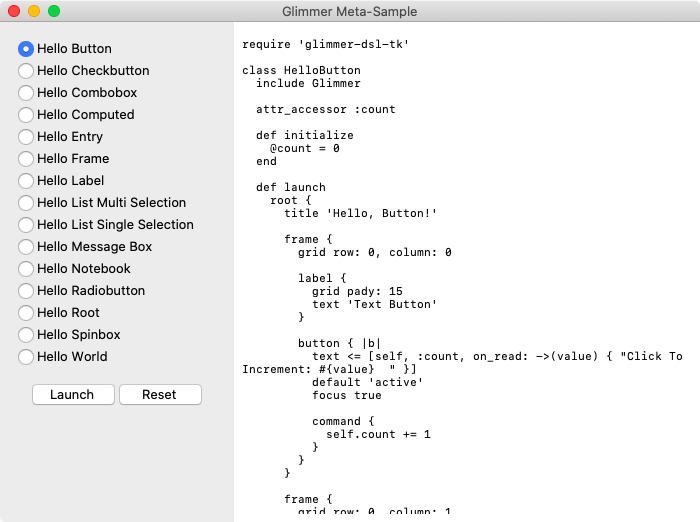 Glimmer Meta-Sample
Hello Button
Hello Checkbutton
Hello Combobox
Hello Computed
Hello Entry
Hello Frame
Hello Label
Hello List Multi Selection
Hello List Single Selection
Hello Message Box
Hello Notebook
Hello Radiobutton
Hello Root
Hello Spinbox
Hello World
Launch
Reset
require 'glimmer-dsl-tk'
class HelloButton
  include Glimmer
  attr_accessor :count
  def initialize
    @count = 0
  end
  def launch
    root {
      title 'Hello, Button!'
      frame {
        grid row: 0, column: 0
        label {
          grid pady: 15
          text 'Text Button'
        }
        button { |b|
          text <= [self, :count, on_read: ->(value) { "Click To
Increment: #{value}  " }]
          default 'active'
          focus true
          command {
            self.count += 1
          }
        }
      }
      frame {
        grid row: 0, column: 1